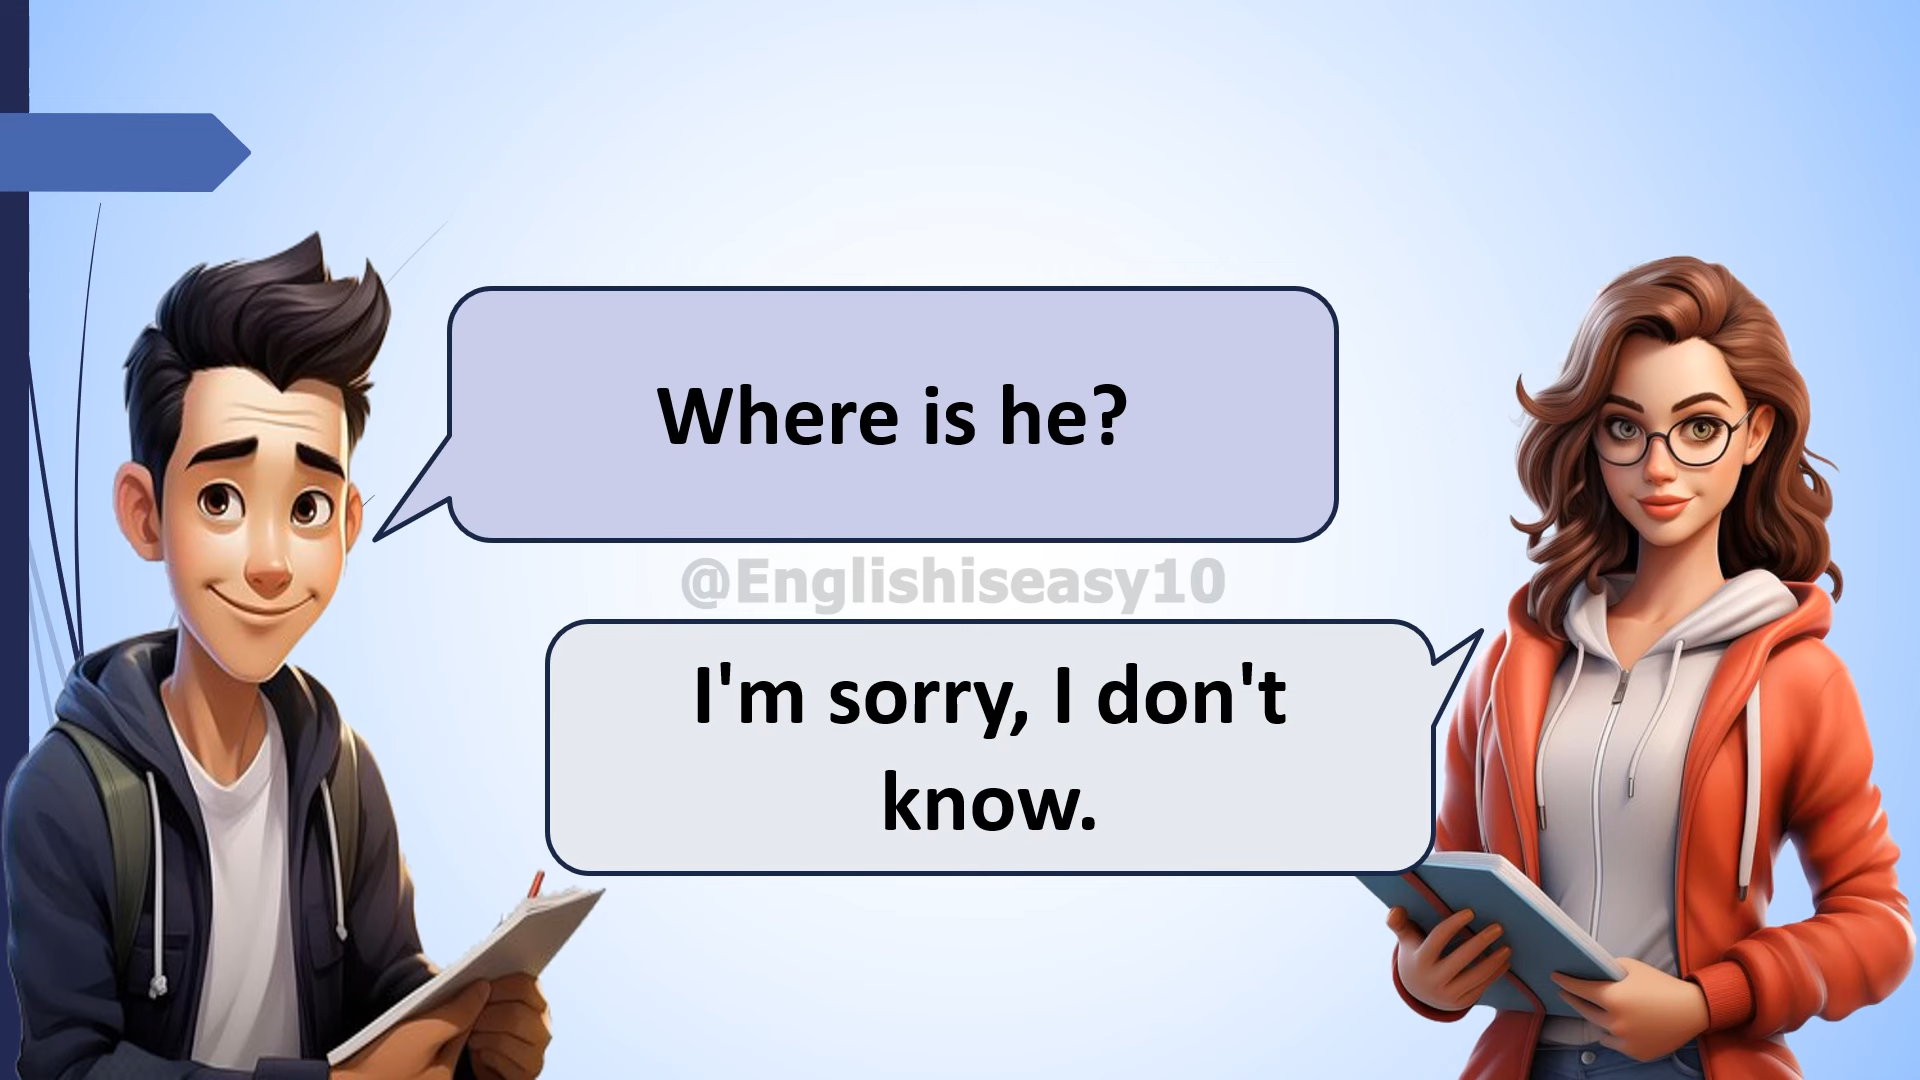 Where is he?
@Englishiseasy10
I'm sorry, I don't
know.